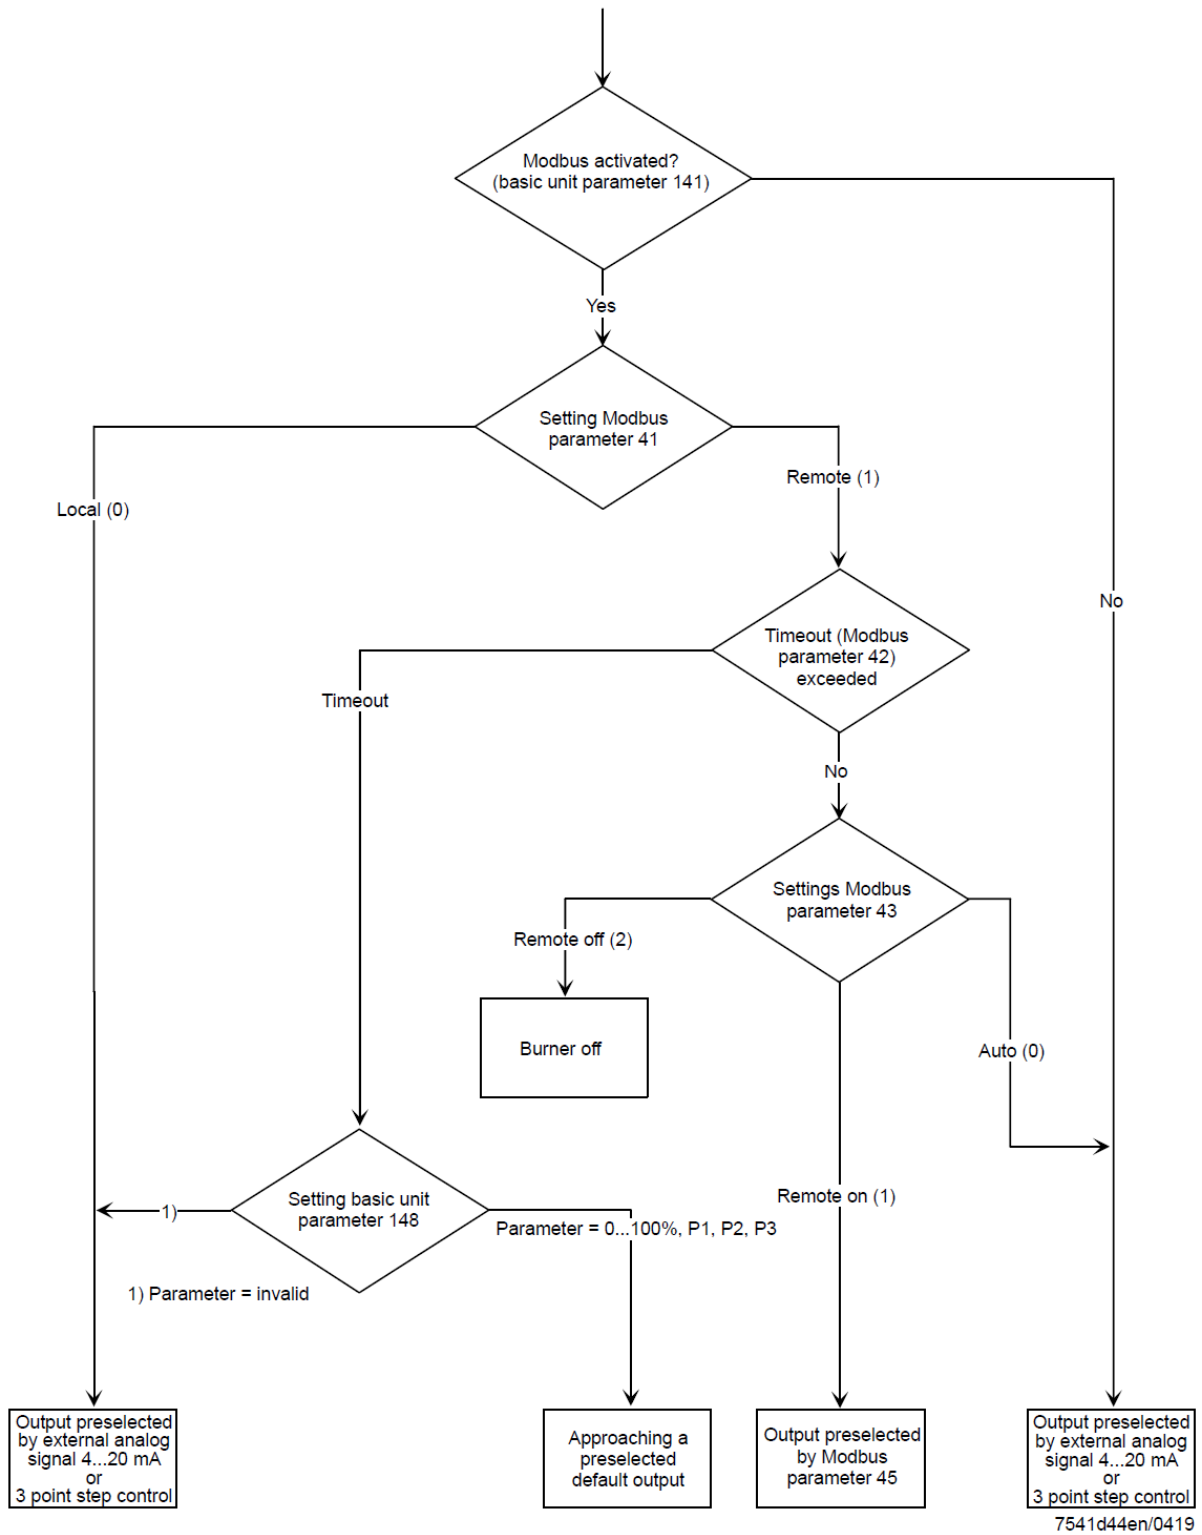 Modbus activated?
(basic unit parameter 141)
Yes
Setting Modbus
parameter 41
Remote (1)
Local (0)
No
Timeout (Modbus
parameter 42)
exceeded
Timeout
No
Settings Modbus
parameter 43
Remote off (2)
Burner off
Auto (0)
Remote on (1)
Setting basic unit
parameter 148
1)
Parameter = 0...100%, P1, P2, P3
1) Parameter = invalid
Output preselected
by external analog
signal 4...20 mA
or
3 point step control
Approaching a
preselected
default output
Output preselected
by Modbus
parameter 45
Output preselected
by external analog
signal 4...20 mA
or
3 point step control
7541d44en/0419